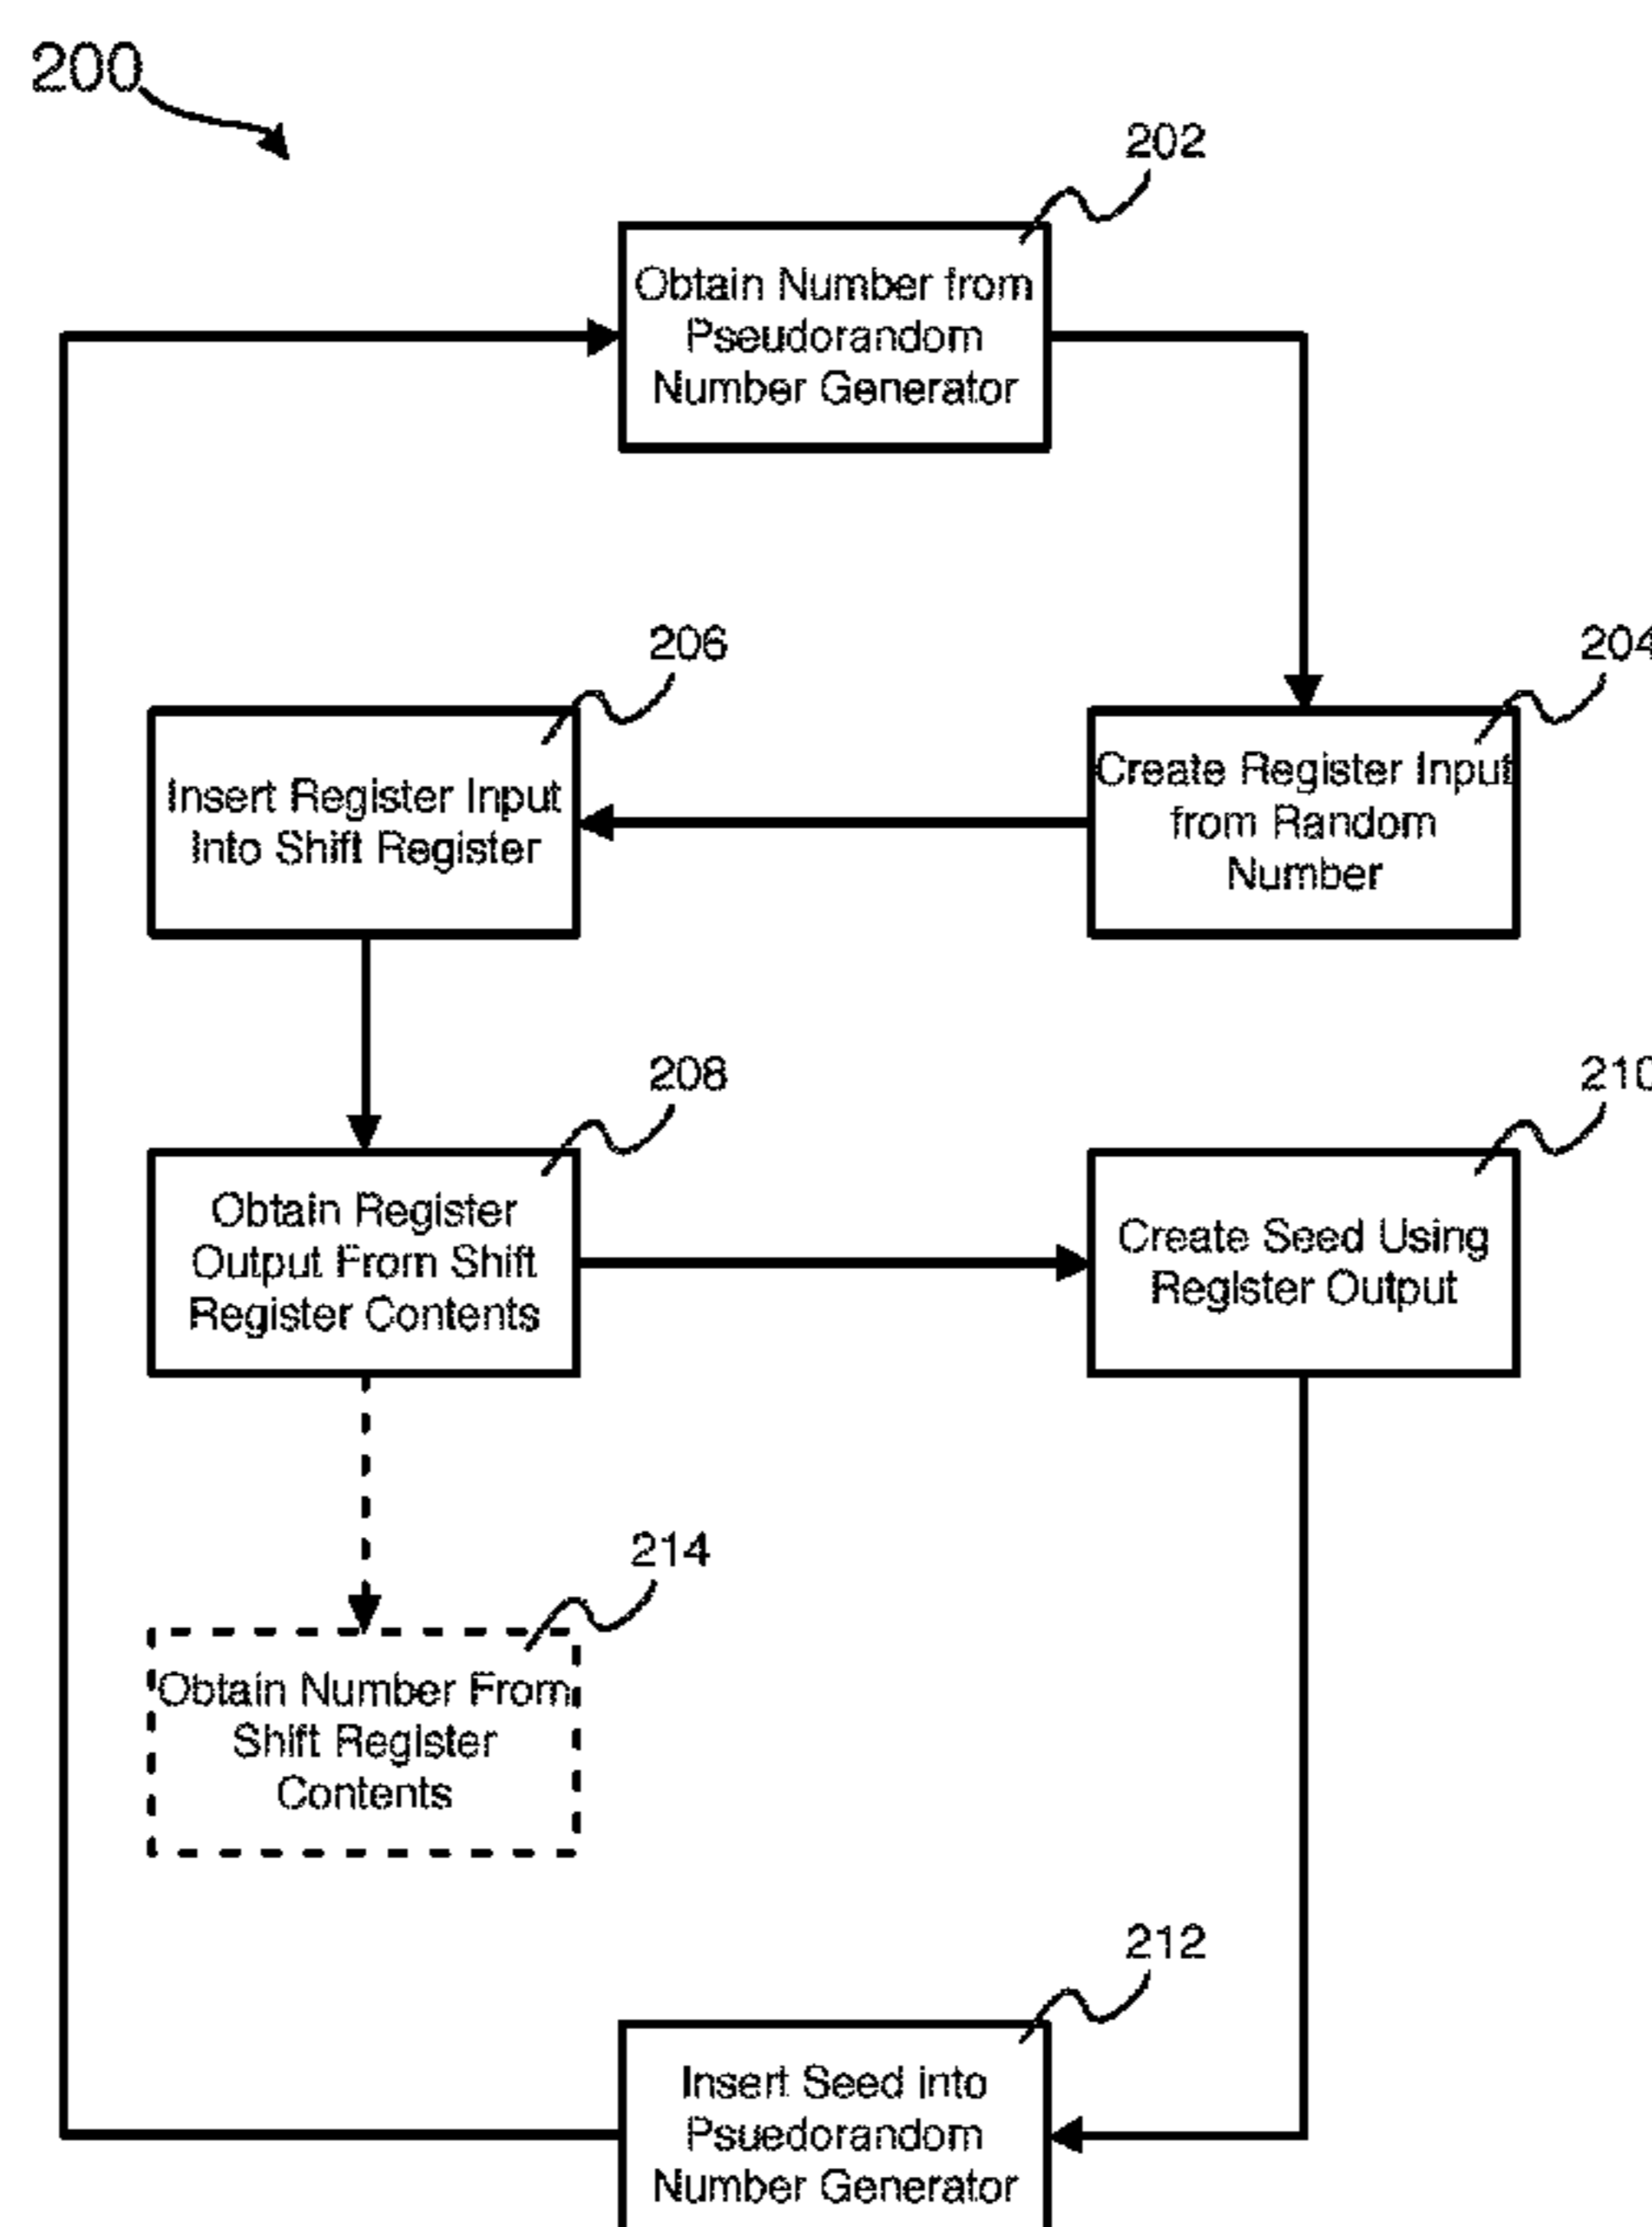 200
202
Obtain Number from
Pseudorandom
Number Generator
206
204
Insert Register Input
Into Shift Register
Create Register Input
from Random
Number
208
210
Obtain Register
Output From Shift
Register Contents
Create Seed Using
Register Output
214
Obtain Number From
Shift Register
Contents
212
Insert Seed into
Psuedorandom
Number Generator